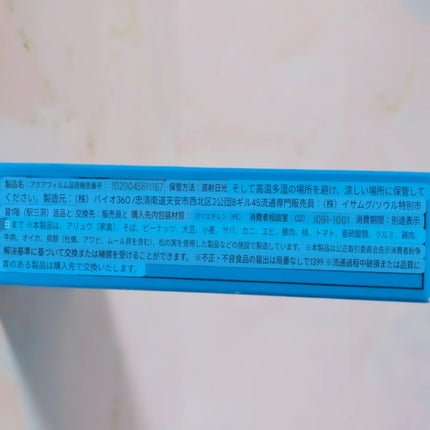 製品名: アクアフィルム品目報告番号: 1020045611167 保管方法: 直射日光 そして高温多湿の場所を避け、涼しい場所に保管して
ください。製造元: (株) バイオ360 /忠清南道天安市西北区2公団8ギル45流通専門販売員: (株) イサムグ/ソウル特別市
1階 (駅三洞) 返品と 交換先: 販売員と 購入先内包装材質: ポリエチレン (PE) 消費者相談室: 02) 6091-1001 消費期限: 別途表示
日まで ※本製品は、アリュウ (家禽)、そば、ピーナッツ、大豆、小麦、サバ、カニ、エビ、豚肉、桃、トマト、亜硫酸類、クルミ、鶏肉、
牛肉、オイカ、貝類 (牡蠣、アワビ、ムール貝を含む)、松の実を使用した製品などの施設で製造しています。 ※本製品は公正取引委員会告示消費者紛争
解決基準に基づいて交換または補償を受けることができます。 ※不正・不良食品の届出は局番なしで1399 ※流通過程中破損または品質に
異常のある製品は購入先で交換いたします。